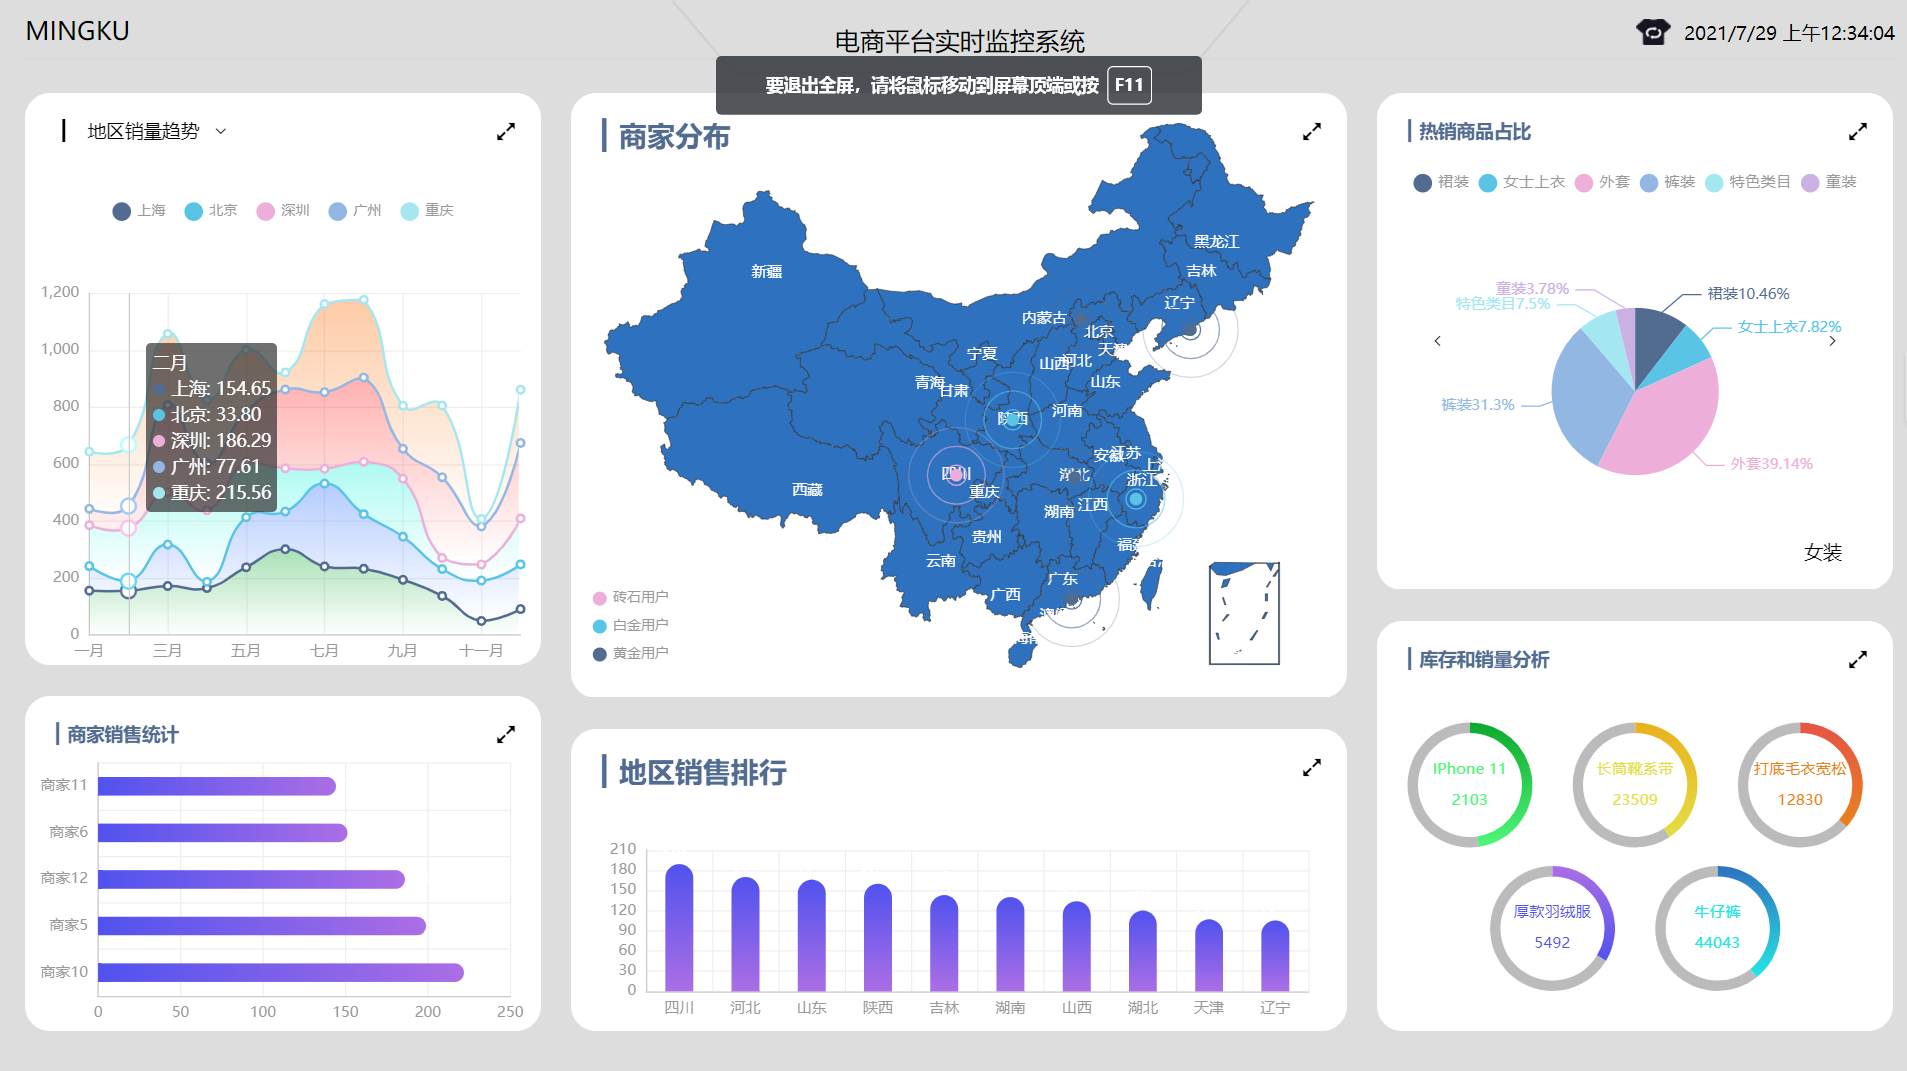 MINGKU
电商平台实时监控系统
2021/7/29 上午12:34:04
要退出全屏，请将鼠标移动到屏幕顶端或按 F11
地区销量趋势
上海 北京 深圳 广州 重庆
1,200
1,000
800
600
400
200
0
一月 三月 五月 七月 九月 十一月
二月
上海: 154.65
北京: 33.80
深圳: 186.29
广州: 77.61
重庆: 215.56
商家销售统计
商家11
商家6
商家12
商家5
商家10
0 50 100 150 200 250
商家分布
黑龙江
新疆
吉林
辽宁
内蒙古
北京
天津
宁夏
山西
河北
青海
甘肃
山东
河南
陕西
安徽
江苏
上海
四川
湖北
浙江
西藏
重庆
湖南
江西
贵州
福建
云南
广东
广西
砖石用户
白金用户
黄金用户
地区销售排行
210
180
150
120
90
60
30
0
四川 河北 山东 陕西 吉林 湖南 山西 湖北 天津 辽宁
热销商品占比
裙装 女士上衣 外套 裤装 特色类目 童装
童装3.78%
裙装10.46%
特色类目7.5%
女士上衣7.82%
裤装31.3%
外套39.14%
女装
库存和销量分析
IPhone 11
2103
长筒靴系带
23509
打底毛衣宽松
12830
厚款羽绒服
5492
牛仔裤
44043